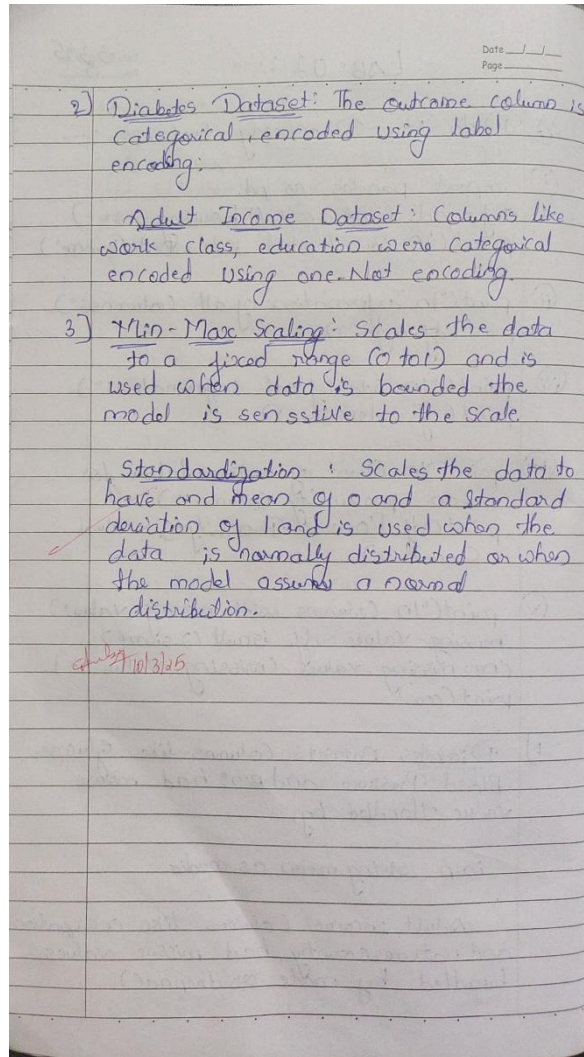 Date __/__/__
Page
2] Diabetes Dataset: The outcome column is
categorical, encoded using label
encoding.
Adult Income Dataset: Columns like
work class, education were categorical
encoded using one-Hot encoding.
3] Min-Max Scaling: Scales the data
to a fixed range (0 to 1) and is
used when data is bounded the
model is sensstive to the scale.
Standardization: Scales the data to
have and mean of 0 and a standard
deviation of 1 and is used when the
data is normally distributed or when
the model assumes a normal
distribution.
10/3/25